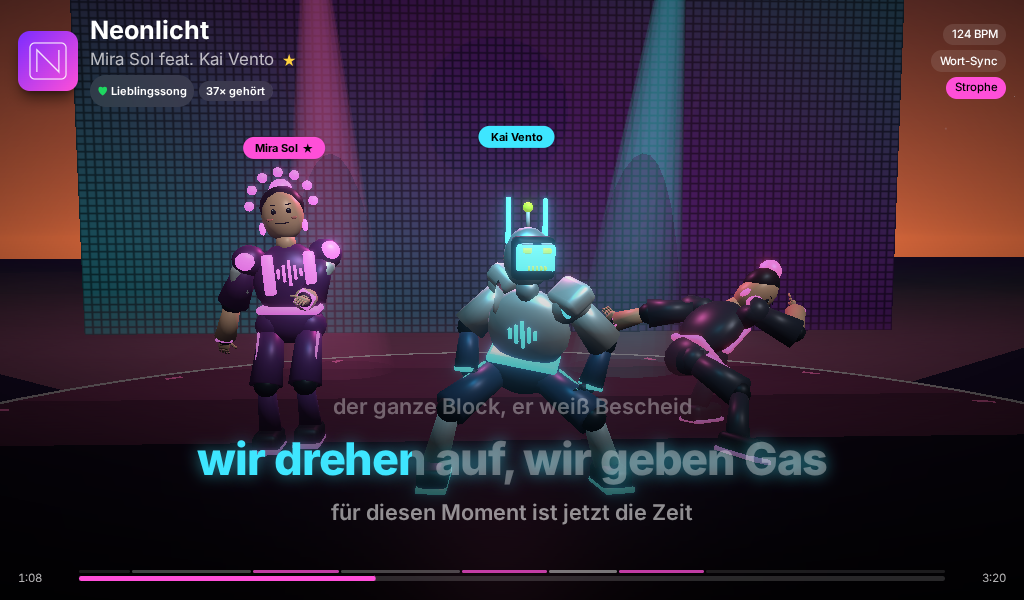 Neonlicht
Mira Sol feat. Kai Vento ★
Lieblingssong
37× gehört
124 BPM
Wort-Sync
Strophe
Mira Sol ★
Kai Vento
der ganze Block, er weiß Bescheid
wir drehen auf, wir geben Gas
für diesen Moment ist jetzt die Zeit
1:08
3:20